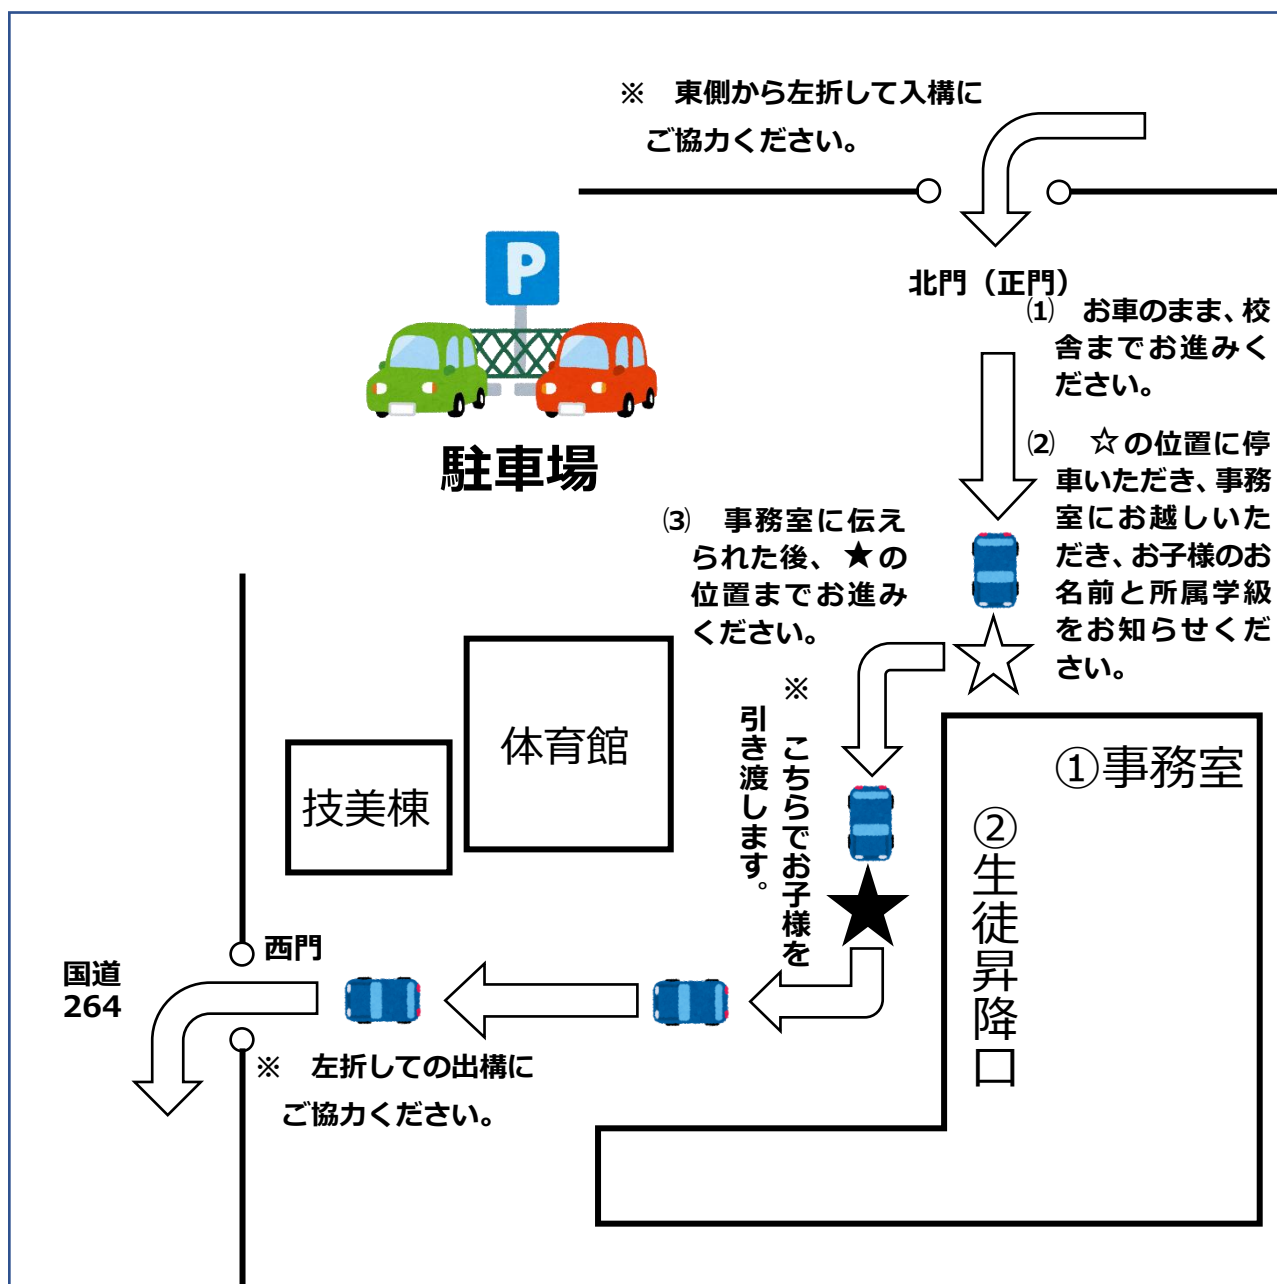 ※　東側から左折して入構に
ご協力ください。
北門（正門）
⑴　お車のまま、校
舎までお進みく
ださい。
P
駐車場
⑵　☆の位置に停
車いただき、事務
室にお越しいた
だき、お子様のお
名前と所属学級
をお知らせくだ
さい。
⑶　事務室に伝え
られた後、★の
位置までお進み
ください。
※　こちらでお子様を
引き渡します。
体育館
技美棟
①事務室
②生徒昇降口
西門
国道
264
※　左折しての出構に
ご協力ください。